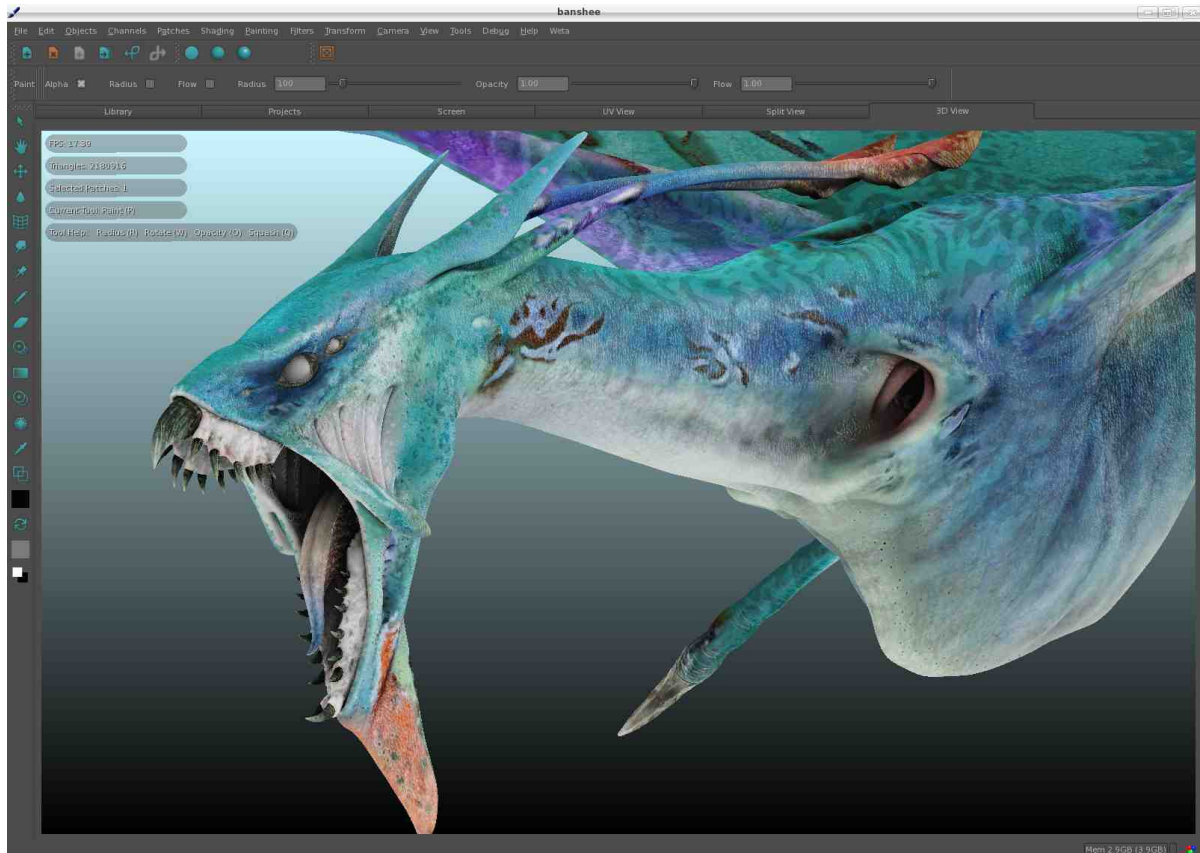 banshee
File Edit Objects Channels Patches Shading Painting Filters Transform Camera View Tools Debug Help Weta
Paint Alpha Radius Flow Radius 100 Opacity 1.00 Flow 1.00
Library Projects Screen UV View Split View 3D View
FPS: 17.39
Triangles: 2180916
Selected Patches: 1
Current Tool: Paint (P)
Tool Help: Radius (R) Rotate (W) Opacity (O) Squash (Q)
Mem 2.9GB (3.9GB)